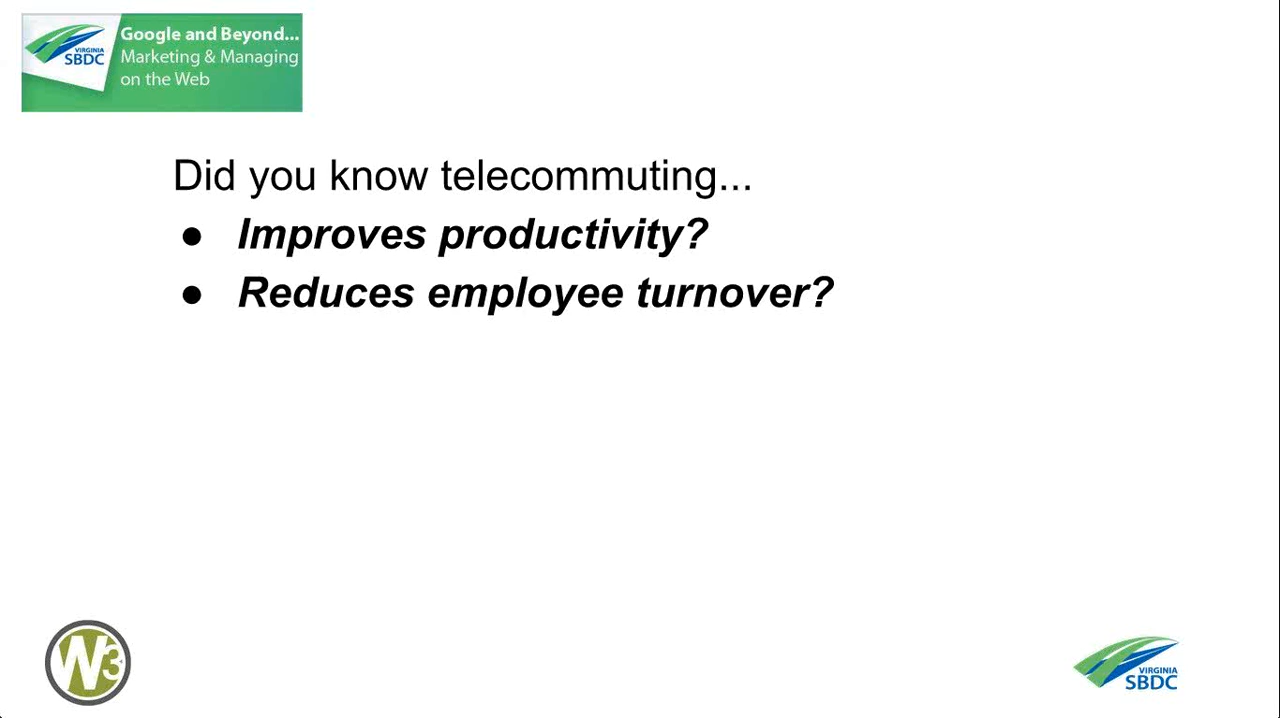 Google and Beyond...
VIRGINIA
SBDC
Marketing & Managing
on the Web
Did you know telecommuting...
● Improves productivity?
● Reduces employee turnover?
W3
VIRGINIA
SBDC